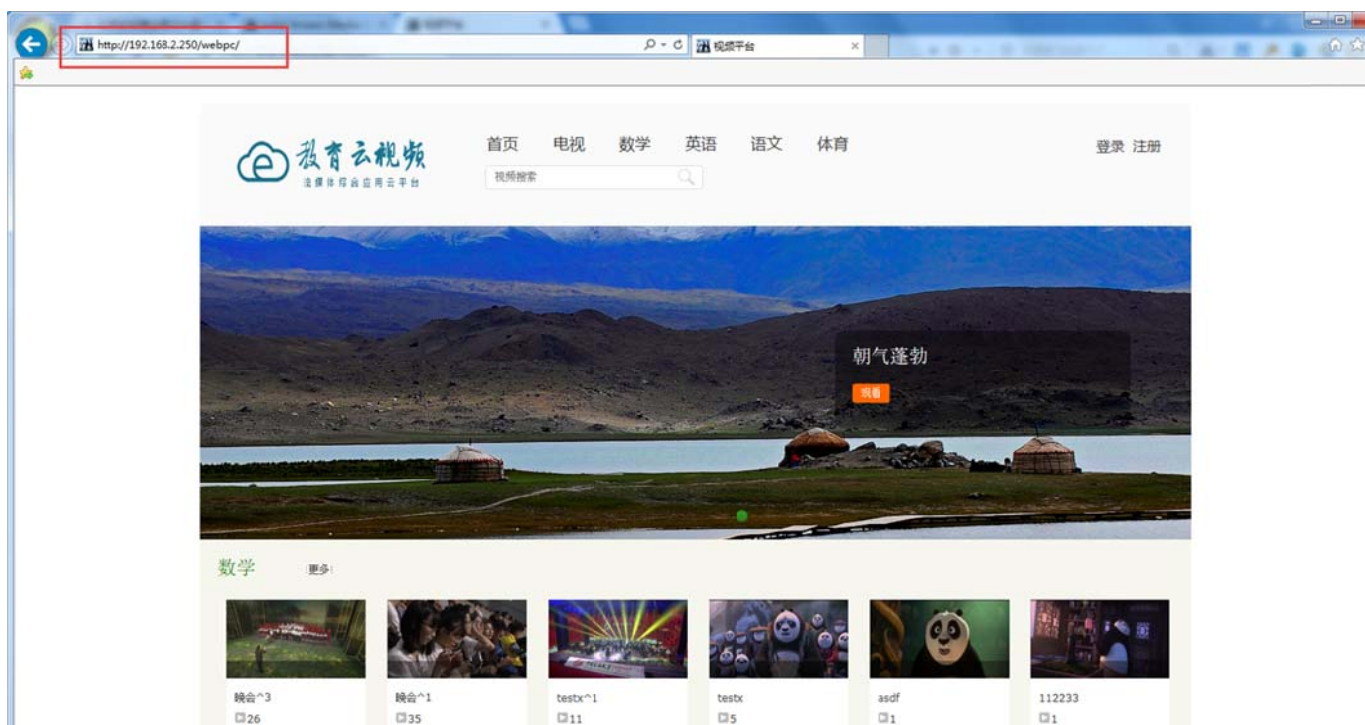 http://192.168.2.250/webpc/
视频平台
教育云视频
流媒体综合应用云平台
首页 电视 数学 英语 语文 体育
登录 注册
视频搜索
朝气蓬勃
观看
数学
更多
晚会^3 晚会^1 testx^1 testx asdf 112233
26 35 11 5 1 1